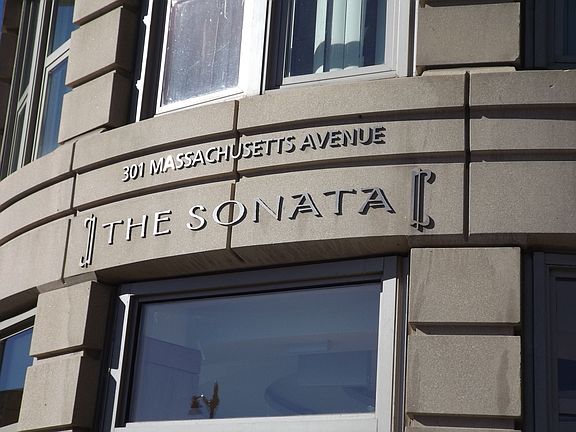 301 MASSACHUSETTS AVENUE
THE SONATA